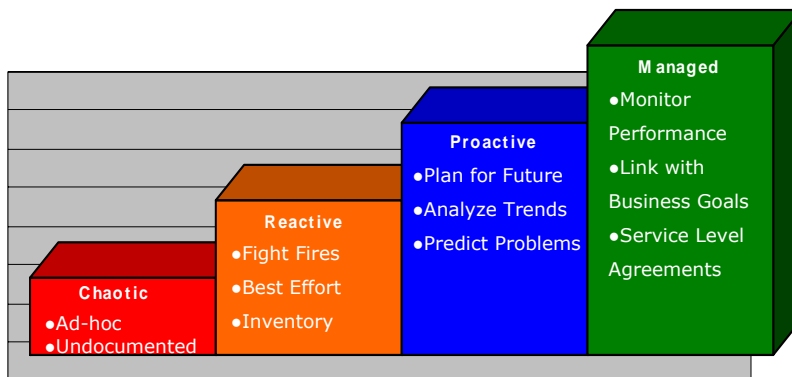 Chaotic
●Ad-hoc
●Undocumented
Reactive
●Fight Fires
●Best Effort
●Inventory
Proactive
●Plan for Future
●Analyze Trends
●Predict Problems
Managed
●Monitor
Performance
●Link with
Business Goals
●Service Level
Agreements